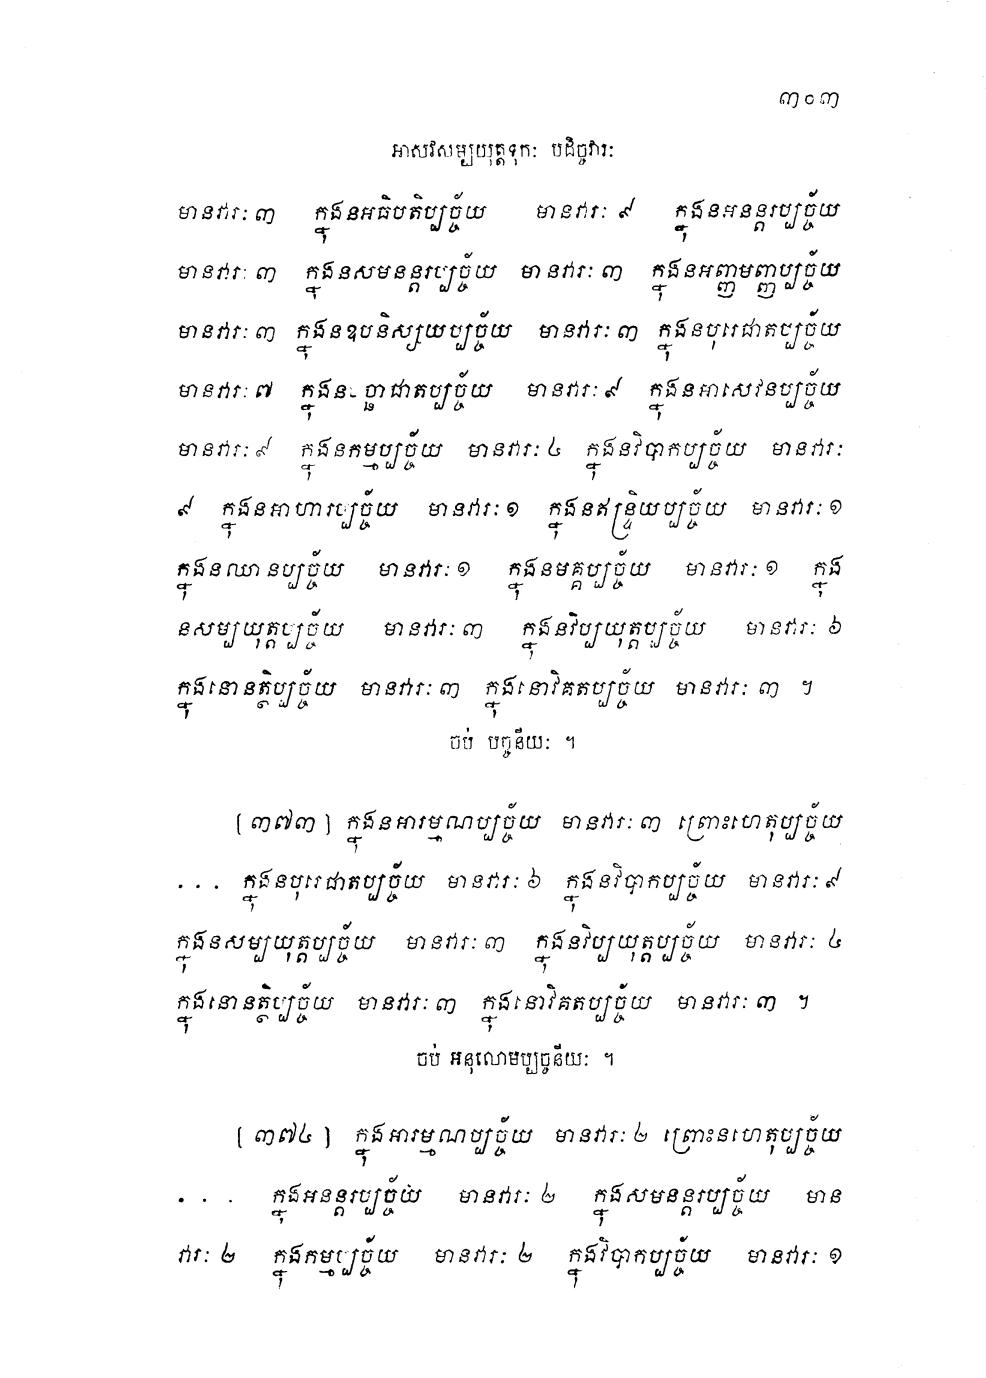 ៣០៣
អាសវសម្បយុត្តទុកៈ បដិច្ចវារៈ
មានវារៈ ៣ ក្នុងនអធិបតិប្បច្ច័យ មានវារៈ ៩ ក្នុងនអនន្តរប្បច្ច័យ
មានវារៈ ៣ ក្នុងនសមនន្តរប្បច្ច័យ មានវារៈ ៣ ក្នុងនអញ្ញមញ្ញប្បច្ច័យ
មានវារៈ ៣ ក្នុងនឧបនិស្សយប្បច្ច័យ មានវារៈ ៣ ក្នុងនបុរេជាតប្បច្ច័យ
មានវារៈ ៧ ក្នុងនបច្ឆាជាតប្បច្ច័យ មានវារៈ ៩ ក្នុងនអាសេវនប្បច្ច័យ
មានវារៈ ៩ ក្នុងនកម្មប្បច្ច័យ មានវារៈ ៤ ក្នុងនវិបាកប្បច្ច័យ មានវារៈ
៩ ក្នុងនអាហារប្បច្ច័យ មានវារៈ ១ ក្នុងនឥន្ទ្រិយប្បច្ច័យ មានវារៈ ១
ក្នុងនឈានប្បច្ច័យ មានវារៈ ១ ក្នុងនមគ្គប្បច្ច័យ មានវារៈ ១ ក្នុង
នសម្បយុត្តប្បច្ច័យ មានវារៈ ៣ ក្នុងនវិប្បយុត្តប្បច្ច័យ មានវារៈ ៦
ក្នុងនោនត្ថិប្បច្ច័យ មានវារៈ ៣ ក្នុងនោវិគតប្បច្ច័យ មានវារៈ ៣ ។
ចប់ បច្ចនីយៈ ។
[ ៣៧៣ ] ក្នុងនអារម្មណប្បច្ច័យ មានវារៈ ៣ ព្រោះហេតុប្បច្ច័យ
... ក្នុងនបុរេជាតប្បច្ច័យ មានវារៈ ៦ ក្នុងនវិបាកប្បច្ច័យ មានវារៈ ៩
ក្នុងនសម្បយុត្តប្បច្ច័យ មានវារៈ ៣ ក្នុងនវិប្បយុត្តប្បច្ច័យ មានវារៈ ៤
ក្នុងនោនត្ថិប្បច្ច័យ មានវារៈ ៣ ក្នុងនោវិគតប្បច្ច័យ មានវារៈ ៣ ។
ចប់ អនុលោមប្បច្ចនីយៈ ។
[ ៣៧៤ ] ក្នុងអារម្មណប្បច្ច័យ មានវារៈ ២ ព្រោះនហេតុប្បច្ច័យ
... ក្នុងអនន្តរប្បច្ច័យ មានវារៈ ២ ក្នុងសមនន្តរប្បច្ច័យ មាន
វារៈ ២ ក្នុងកម្មប្បច្ច័យ មានវារៈ ២ ក្នុងវិបាកប្បច្ច័យ មានវារៈ ១